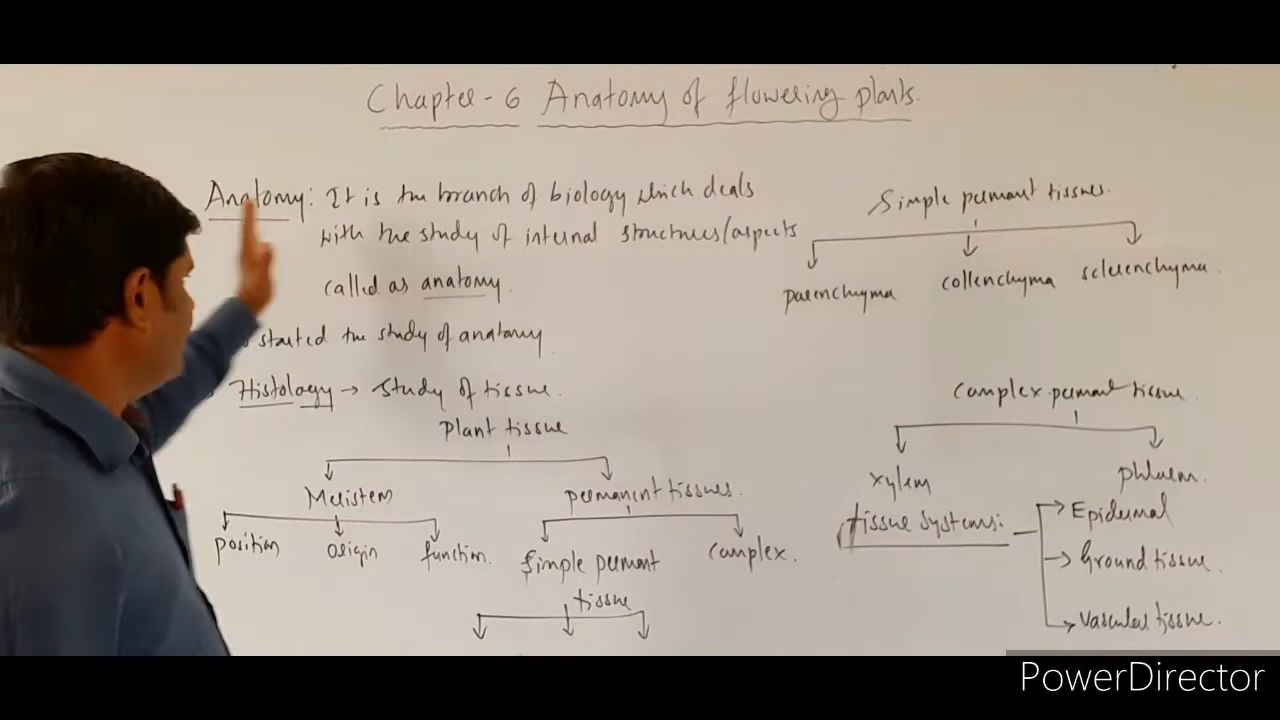 Chapter-6 Anatomy of flowering plants.
Anatomy: It is the branch of biology which deals
with the study of internal structures/aspects
called as anatomy.
started the study of anatomy
Histology → study of tissue.
Plant tissue
Meristem
permanent tissues.
position
origin
function.
Simple permant
tissue
complex.
Simple permant tissues.
parenchyma
collenchyma
sclerenchyma.
Complex permant tissue.
xylem
phloem.
tissue systems:
Epidermal
Ground tissue.
vascular tissue.
PowerDirector